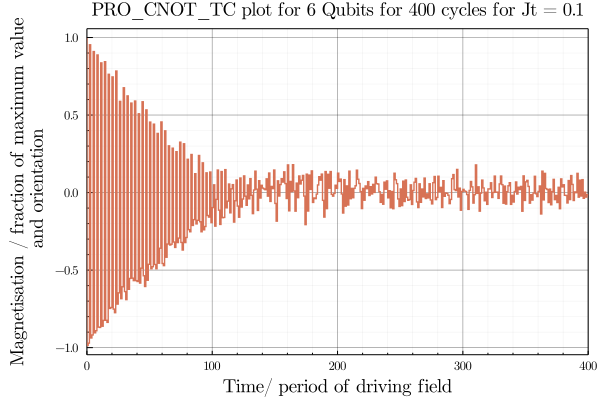 PRO_CNOT_TC plot for 6 Qubits for 400 cycles for Jt = 0.1
Magnetisation / fraction of maximum value
and orientation
1.0
0.5
0.0
−0.5
−1.0
0
100
200
300
400
Time/ period of driving field